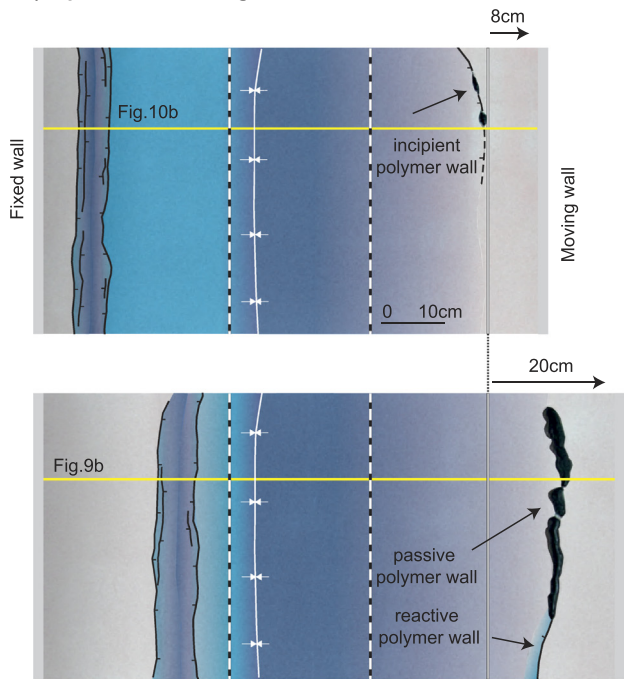 8cm
Fig.10b
incipient
polymer wall
Fixed wall
Moving wall
0 10cm
20cm
Fig.9b
passive
polymer wall
reactive
polymer wall